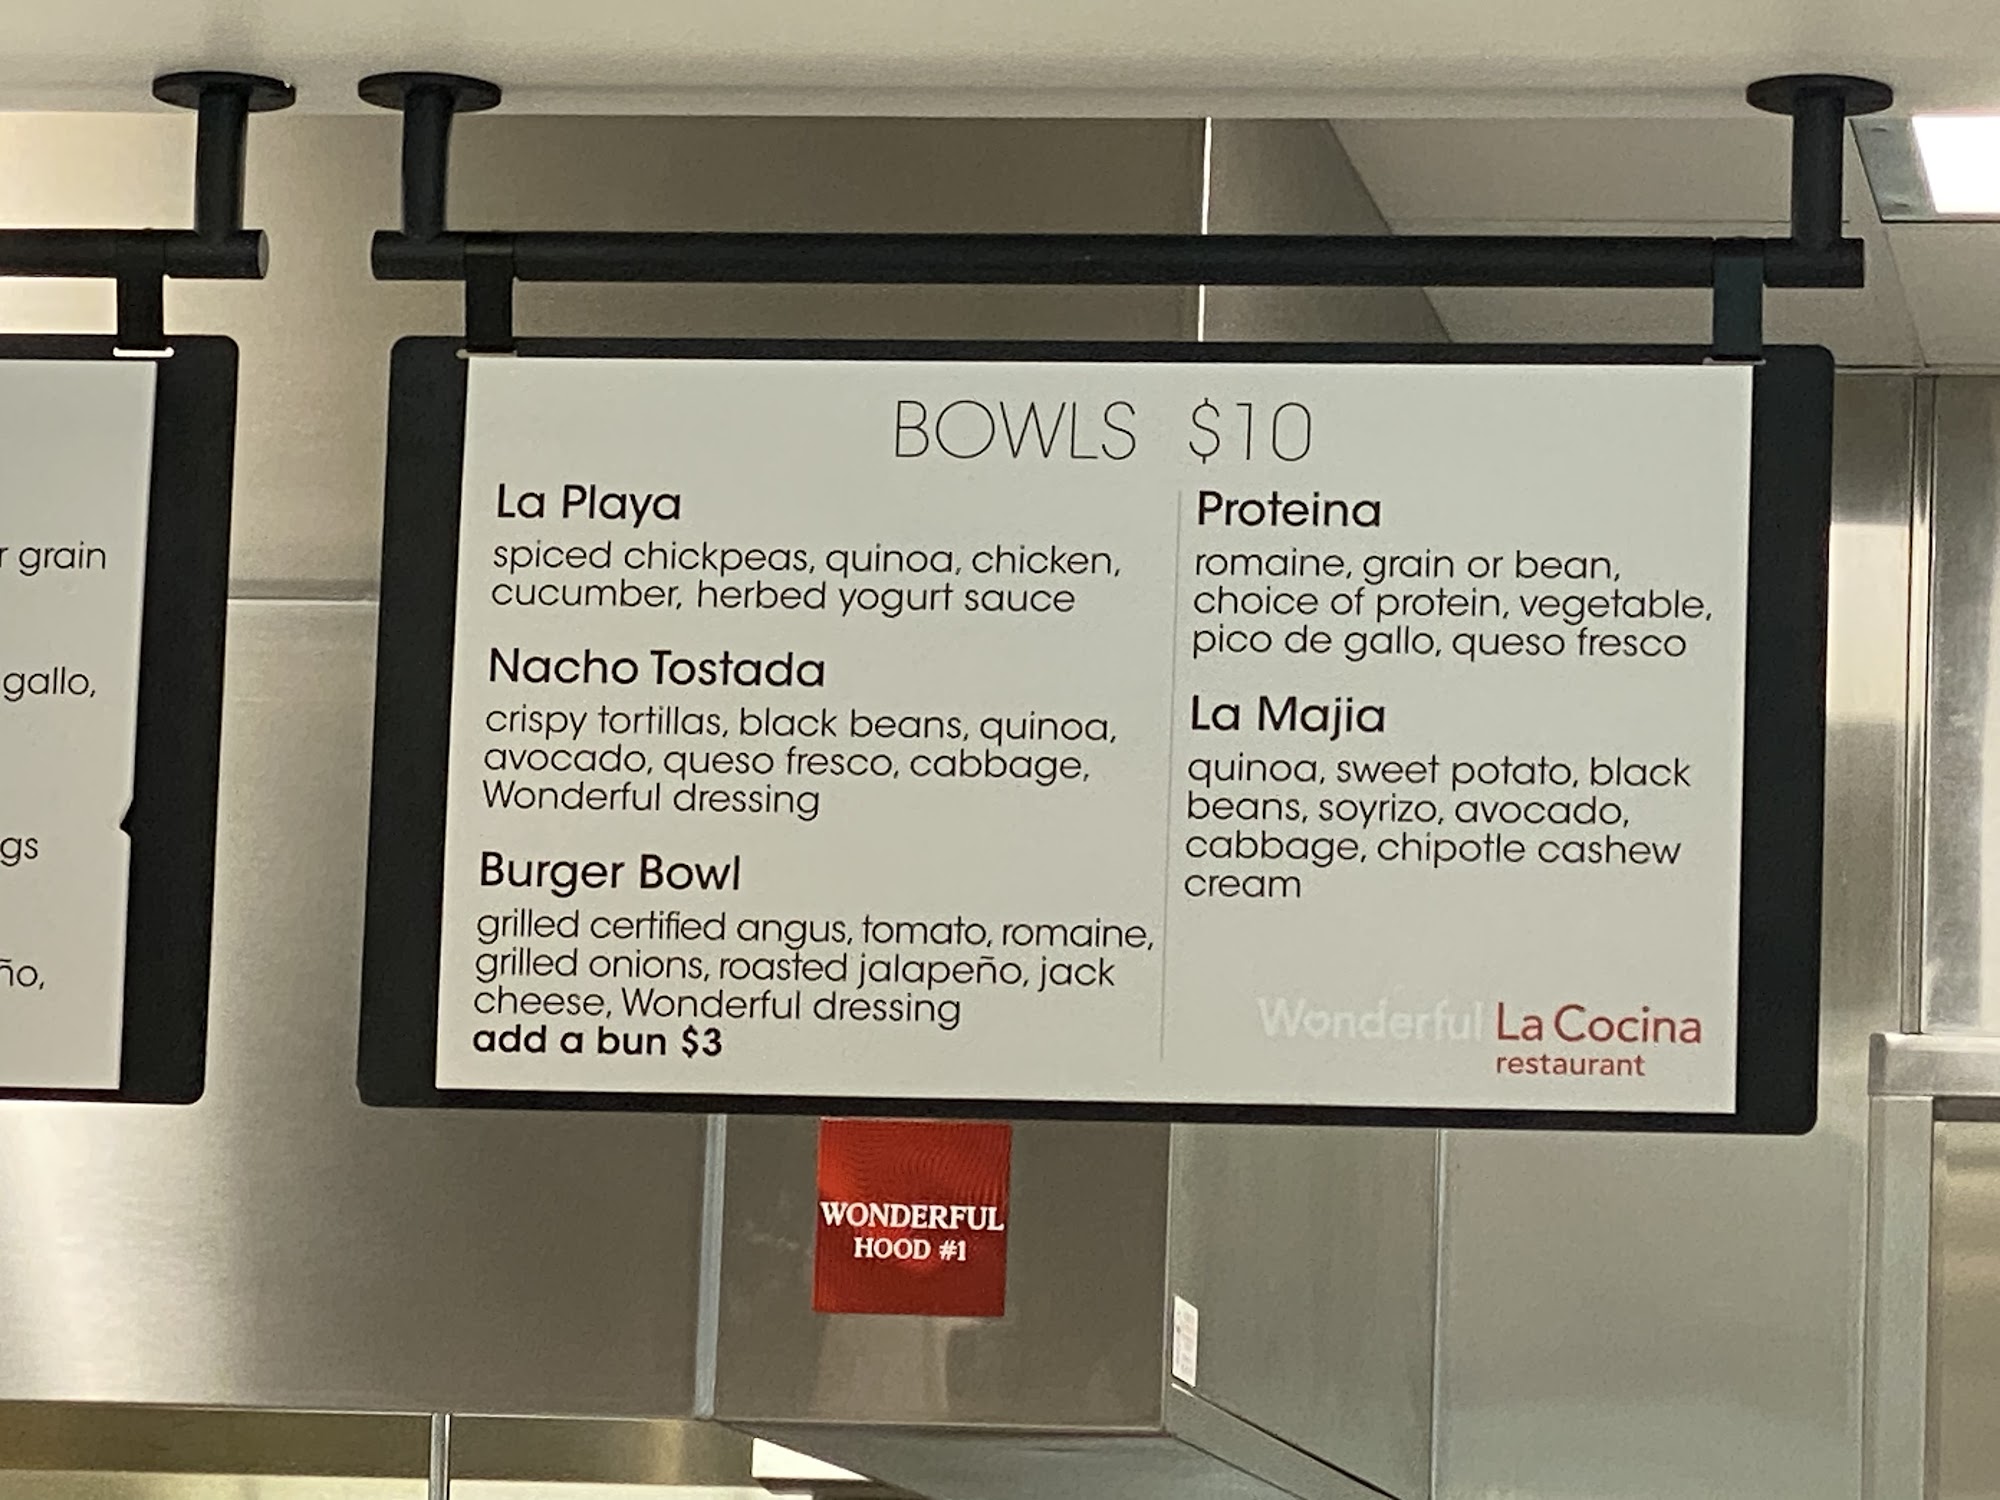 r grain
gallo,
gs
ño,
BOWLS $10
La Playa
spiced chickpeas, quinoa, chicken,
cucumber, herbed yogurt sauce
Nacho Tostada
crispy tortillas, black beans, quinoa,
avocado, queso fresco, cabbage,
Wonderful dressing
Burger Bowl
grilled certified angus, tomato, romaine,
grilled onions, roasted jalapeño, jack
cheese, Wonderful dressing
add a bun $3
Proteina
romaine, grain or bean,
choice of protein, vegetable,
pico de gallo, queso fresco
La Majia
quinoa, sweet potato, black
beans, soyrizo, avocado,
cabbage, chipotle cashew
cream
Wonderful La Cocina
restaurant
WONDERFUL
HOOD #1